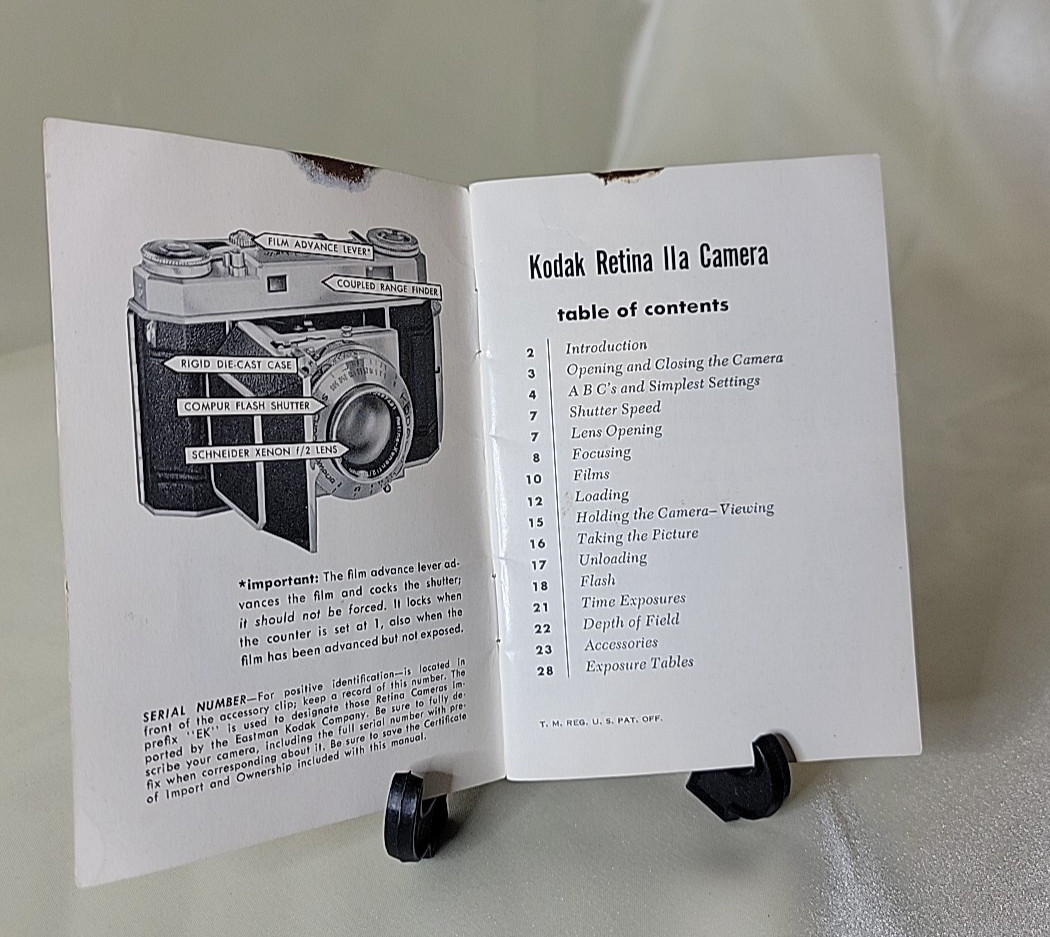 FILM ADVANCE LEVER*
COUPLED RANGE FINDER
RIGID DIE-CAST CASE
COMPUR FLASH SHUTTER
SCHNEIDER XENON f/2 LENS
*important: The film advance lever ad-
vances the film and cocks the shutter;
it should not be forced. It locks when
the counter is set at 1, also when the
film has been advanced but not exposed.
SERIAL NUMBER—For positive identification—is located in
front of the accessory clip; keep a record of this number. The
prefix "EK" is used to designate those Retina Cameras im-
ported by the Eastman Kodak Company. Be sure to fully de-
scribe your camera, including the full serial number with pre-
fix when corresponding about it. Be sure to save the Certificate
of Import and Ownership included with this manual.
Kodak Retina IIa Camera
table of contents
2 Introduction
3 Opening and Closing the Camera
4 A B C's and Simplest Settings
7 Shutter Speed
7 Lens Opening
8 Focusing
10 Films
12 Loading
15 Holding the Camera–Viewing
16 Taking the Picture
17 Unloading
18 Flash
21 Time Exposures
22 Depth of Field
23 Accessories
28 Exposure Tables
T. M. REG. U. S. PAT. OFF.